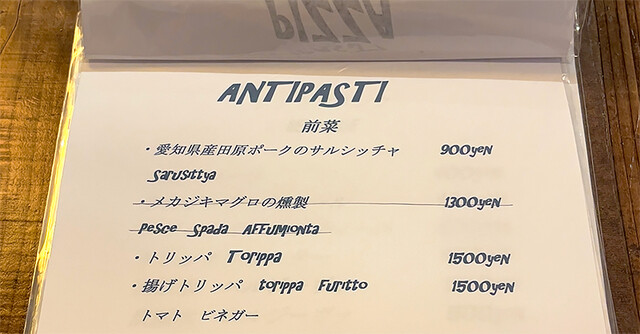 PIZZA
ANTIPASTI
前菜
・愛知県産田原ポークのサルシッチャ 900yeN
Sarusittya
・メカジキマグロの燻製 1300yeN
Pesce Spada AFFUMIONTA
・トリッパ Torippa 1500yeN
・揚げトリッパ torippa Furitto 1500yeN
トマト ビネガー